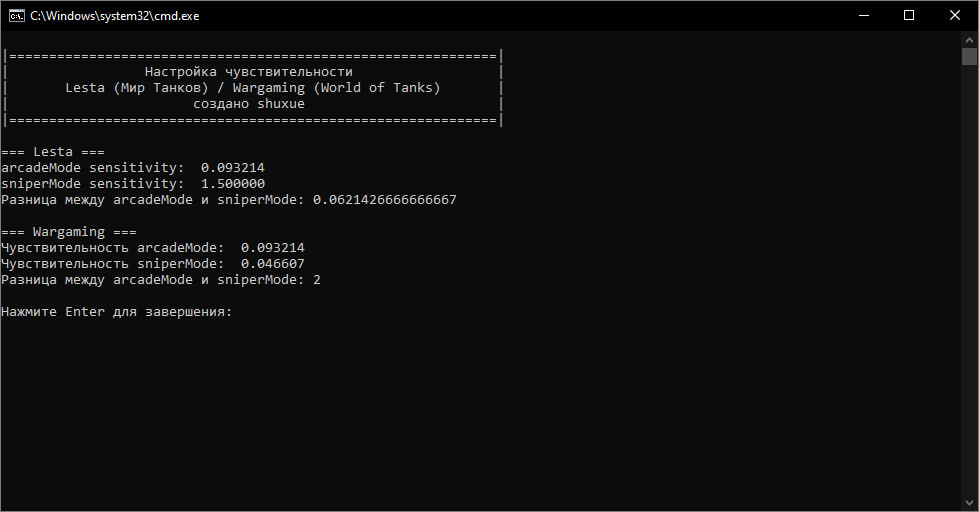 C:\Windows\system32\cmd.exe
|=============================================================|
| Настройка чувствительности |
| Lesta (Мир Танков) / Wargaming (World of Tanks) |
| создано shuxue |
|=============================================================|
=== Lesta ===
arcadeMode sensitivity: 0.093214
sniperMode sensitivity: 1.500000
Разница между arcadeMode и sniperMode: 0.0621426666666667
=== Wargaming ===
Чувствительность arcadeMode: 0.093214
Чувствительность sniperMode: 0.046607
Разница между arcadeMode и sniperMode: 2
Нажмите Enter для завершения: